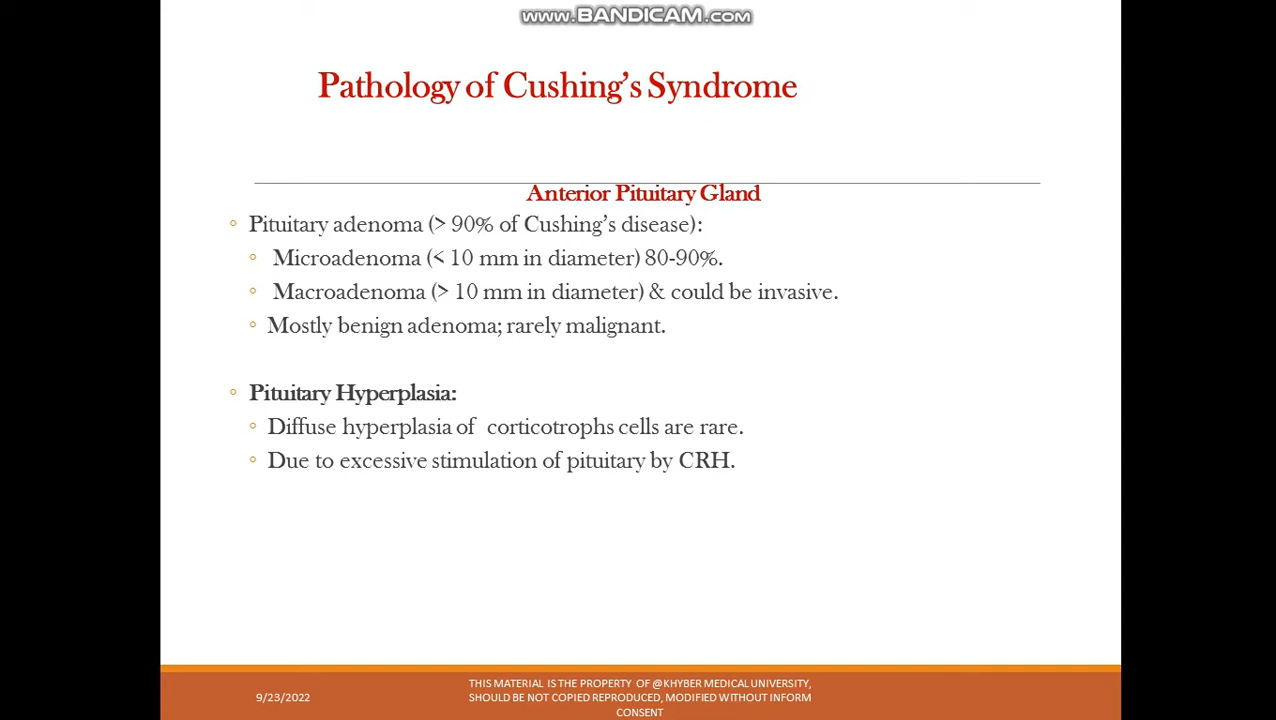 www.BANDICAM.com
Pathology of Cushing's Syndrome
Anterior Pituitary Gland
◦ Pituitary adenoma (> 90% of Cushing's disease):
◦ Microadenoma (< 10 mm in diameter) 80-90%.
◦ Macroadenoma (> 10 mm in diameter) & could be invasive.
◦ Mostly benign adenoma; rarely malignant.
◦ Pituitary Hyperplasia:
◦ Diffuse hyperplasia of corticotrophs cells are rare.
◦ Due to excessive stimulation of pituitary by CRH.
9/23/2022
THIS MATERIAL IS THE PROPERTY OF @KHYBER MEDICAL UNIVERSITY,
SHOULD BE NOT COPIED REPRODUCED, MODIFIED WITHOUT INFORM
CONSENT